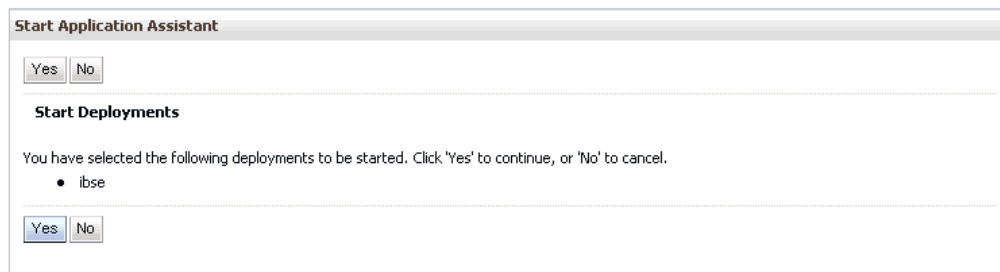 Start Application Assistant
Yes No
Start Deployments
You have selected the following deployments to be started. Click 'Yes' to continue, or 'No' to cancel.
• ibse
Yes No